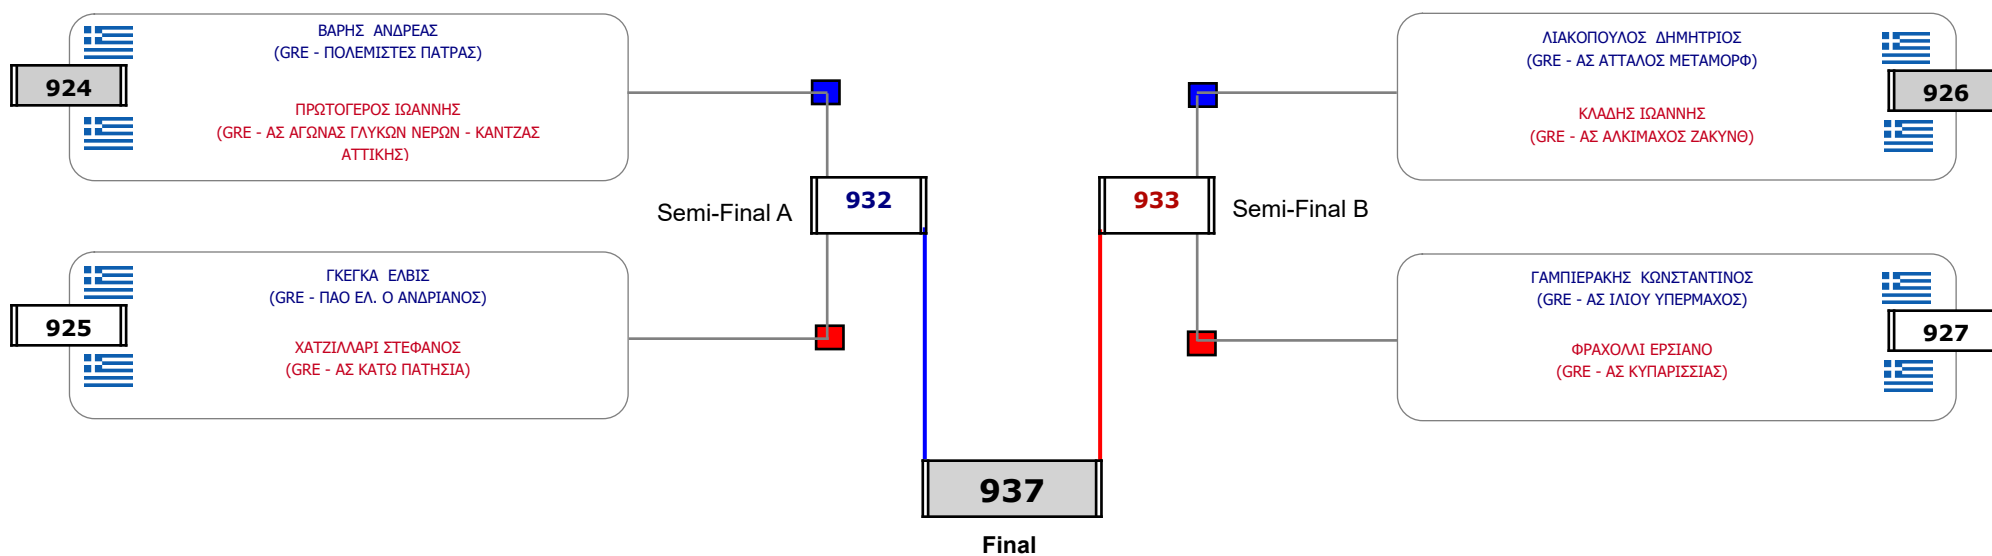 ΒΑΡΗΣ ΑΝΔΡΕΑΣ
(GRE - ΠΟΛΕΜΙΣΤΕΣ ΠΑΤΡΑΣ)
924
ΠΡΩΤΟΓΕΡΟΣ ΙΩΑΝΝΗΣ
(GRE - ΑΣ ΑΓΩΝΑΣ ΓΛΥΚΩΝ ΝΕΡΩΝ - ΚΑΝΤΖΑΣ
ΑΤΤΙΚΗΣ)
Semi-Final A
932
ΓΚΕΓΚΑ ΕΛΒΙΣ
(GRE - ΠΑΟ ΕΛ. Ο ΑΝΔΡΙΑΝΟΣ)
925
ΧΑΤΖΙΛΛΑΡΙ ΣΤΕΦΑΝΟΣ
(GRE - ΑΣ ΚΑΤΩ ΠΑΤΗΣΙΑ)
ΛΙΑΚΟΠΟΥΛΟΣ ΔΗΜΗΤΡΙΟΣ
(GRE - ΑΣ ΑΤΤΑΛΟΣ ΜΕΤΑΜΟΡΦ)
926
ΚΛΑΔΗΣ ΙΩΑΝΝΗΣ
(GRE - ΑΣ ΑΛΚΙΜΑΧΟΣ ΖΑΚΥΝΘ)
933
Semi-Final B
ΓΑΜΠΙΕΡΑΚΗΣ ΚΩΝΣΤΑΝΤΙΝΟΣ
(GRE - ΑΣ ΙΛΙΟΥ ΥΠΕΡΜΑΧΟΣ)
927
ΦΡΑΧΟΛΛΙ ΕΡΣΙΑΝΟ
(GRE - ΑΣ ΚΥΠΑΡΙΣΣΙΑΣ)
937
Final